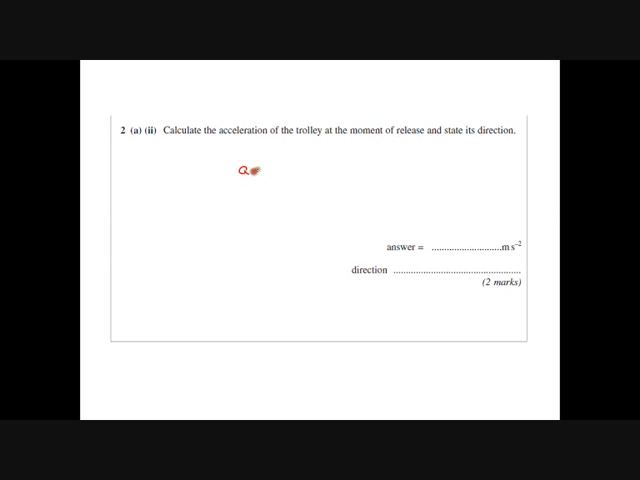 2 (a) (ii) Calculate the acceleration of the trolley at the moment of release and state its direction.
a
answer = ............................m s⁻²
direction ...................................................
(2 marks)